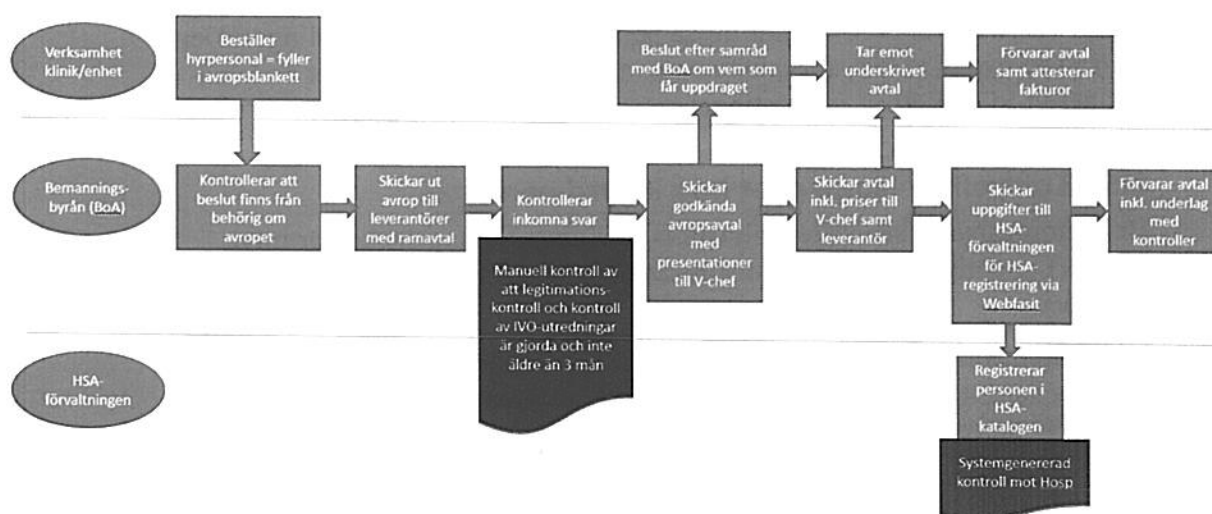 Verksamhet
klinik/enhet
Beställer
hyrpersonal = fyller
i avropsblankett
Beslut efter samråd
med BoA om vem som
får uppdraget
Tar emot
underskrivet
avtal
Förvarar avtal
samt attesterar
fakturor
Bemannings-
byrån (BoA)
Kontrollerar att
beslut finns från
behörig om
avropet
Skickar ut
avrop till
leverantörer
med ramavtal
Kontrollerar
inkomna svar
Manuell kontroll av
att legitimations-
kontroll och kontroll
av IVO-utredningar
är gjorda och inte
äldre än 3 mån
Skickar
godkända
avropsavtal
med
presentationer
till V-chef
Skickar avtal
inkl. priser till
V-chef samt
leverantör
Skickar
uppgifter till
HSA-
förvaltningen
för HSA-
registrering via
Webfasit
Förvarar avtal
inkl. underlag
med
kontroller
HSA-
förvaltningen
Registrerar
personen i
HSA-
katalogen
Systemgenererad
kontroll mot Hosp